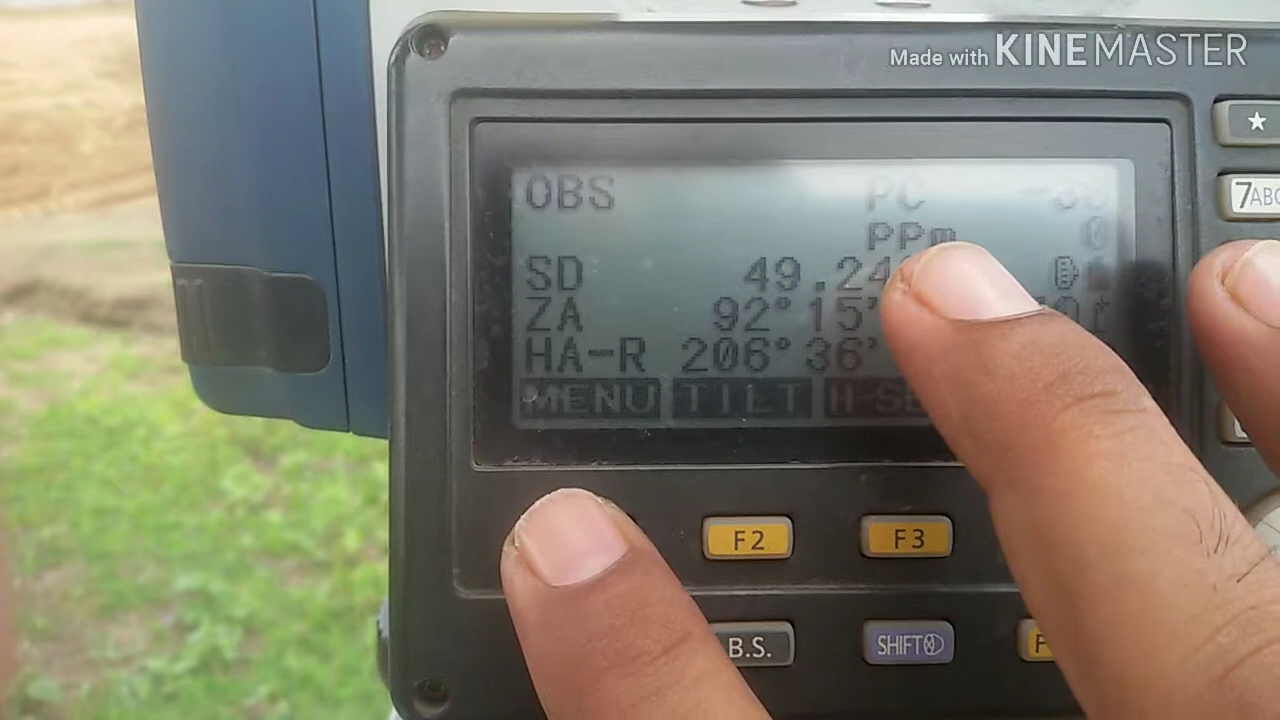 Made with KINEMASTER
OBS PC
PPm 0
SD 49.24
ZA 92°15'
HA-R 206°36'
MENU TILT
7ABC
F2 F3
B.S. SHIFT